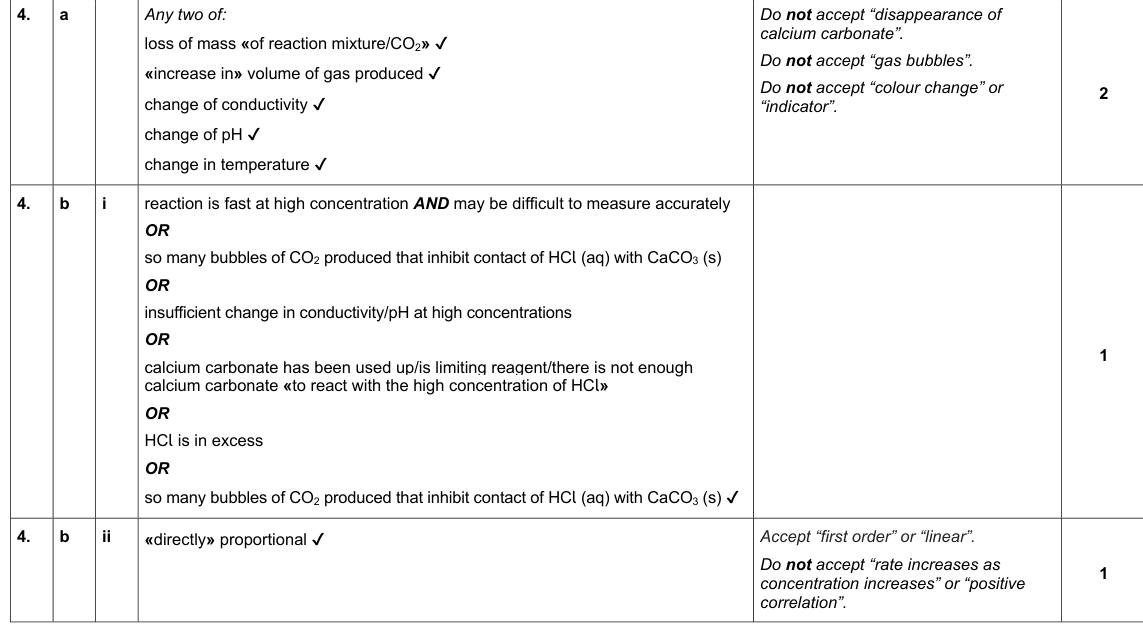 4. a Any two of:
loss of mass «of reaction mixture/CO₂» ✓
«increase in» volume of gas produced ✓
change of conductivity ✓
change of pH ✓
change in temperature ✓
Do not accept “disappearance of
calcium carbonate”.
Do not accept “gas bubbles”.
Do not accept “colour change” or
“indicator”.
2
4. b i reaction is fast at high concentration AND may be difficult to measure accurately
OR
so many bubbles of CO₂ produced that inhibit contact of HCl (aq) with CaCO₃ (s)
OR
insufficient change in conductivity/pH at high concentrations
OR
calcium carbonate has been used up/is limiting reagent/there is not enough
calcium carbonate «to react with the high concentration of HCl»
OR
HCl is in excess
OR
so many bubbles of CO₂ produced that inhibit contact of HCl (aq) with CaCO₃ (s) ✓
1
4. b ii «directly» proportional ✓
Accept “first order” or “linear”.
Do not accept “rate increases as
concentration increases” or “positive
correlation”.
1